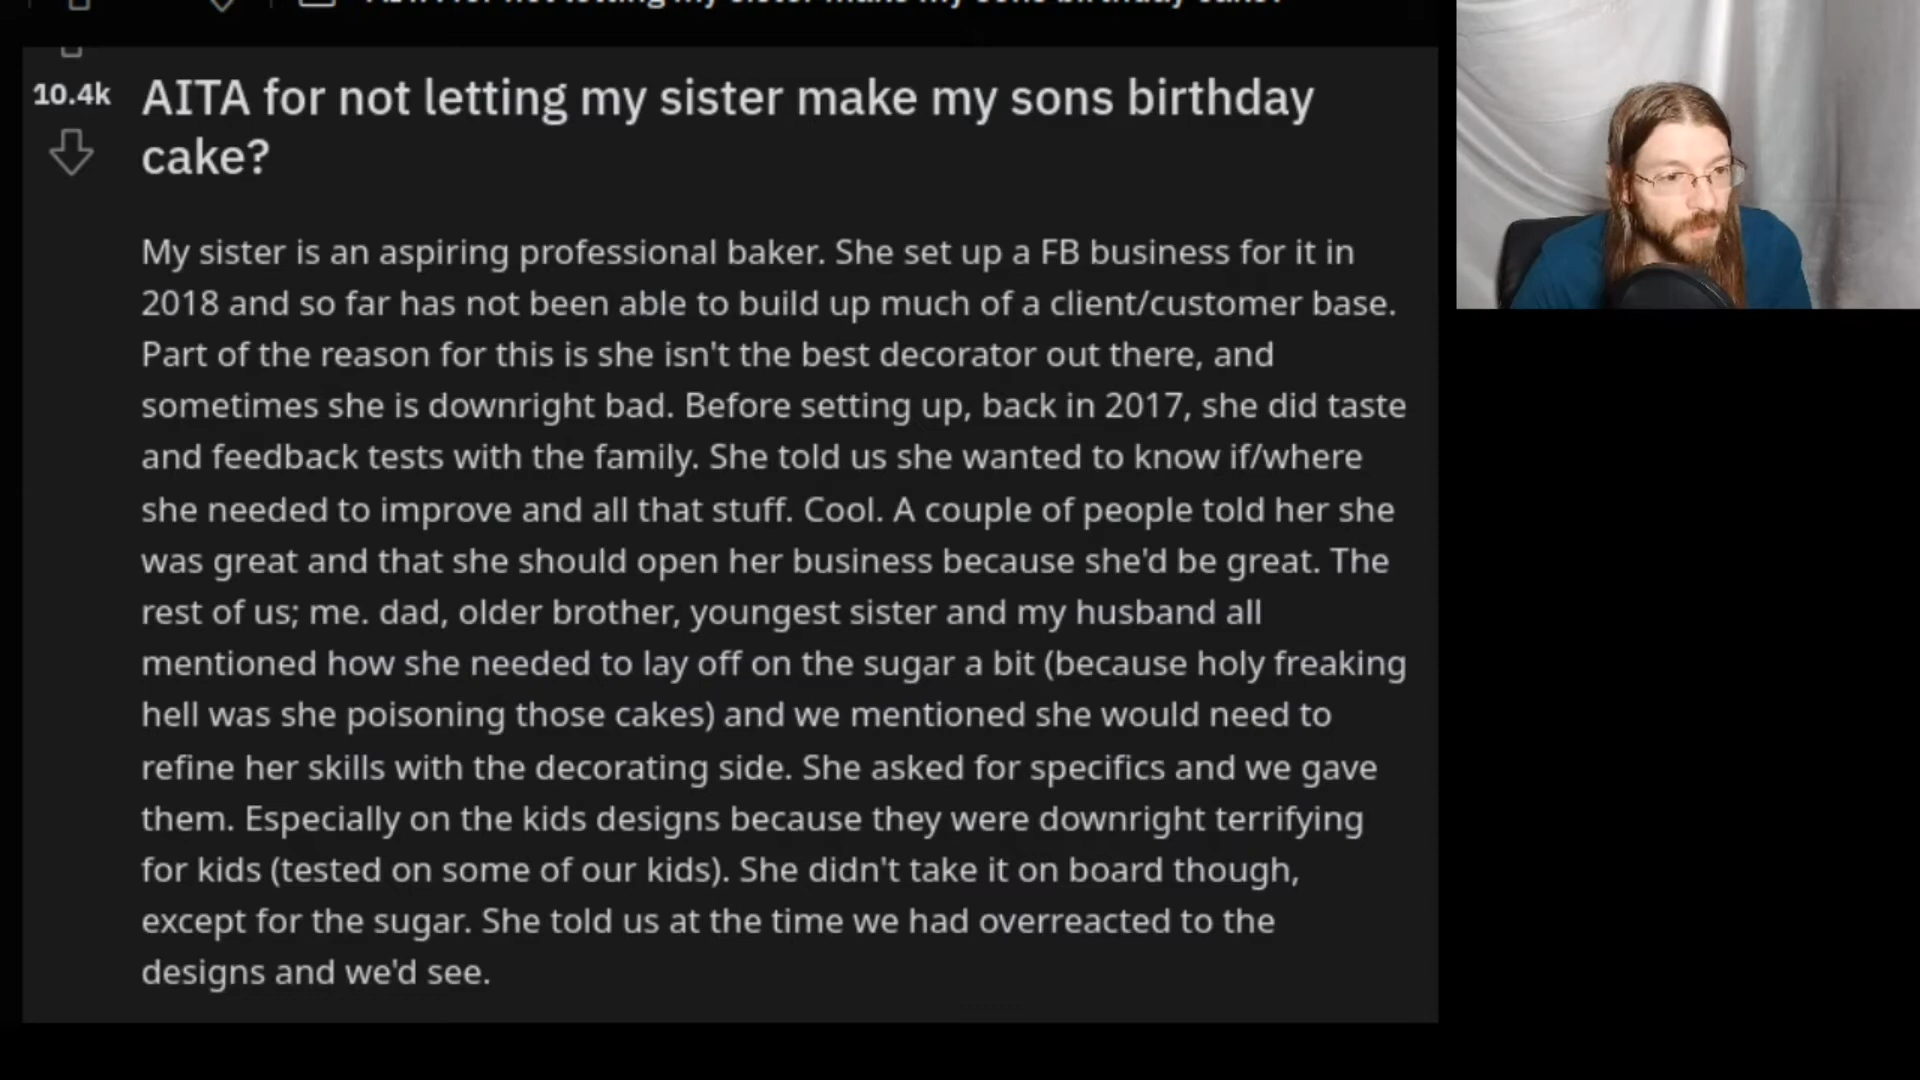 AITA for not letting my sister make my sons birthday cake?
10.4k
AITA for not letting my sister make my sons birthday
cake?
My sister is an aspiring professional baker. She set up a FB business for it in
2018 and so far has not been able to build up much of a client/customer base.
Part of the reason for this is she isn't the best decorator out there, and
sometimes she is downright bad. Before setting up, back in 2017, she did taste
and feedback tests with the family. She told us she wanted to know if/where
she needed to improve and all that stuff. Cool. A couple of people told her she
was great and that she should open her business because she'd be great. The
rest of us; me. dad, older brother, youngest sister and my husband all
mentioned how she needed to lay off on the sugar a bit (because holy freaking
hell was she poisoning those cakes) and we mentioned she would need to
refine her skills with the decorating side. She asked for specifics and we gave
them. Especially on the kids designs because they were downright terrifying
for kids (tested on some of our kids). She didn't take it on board though,
except for the sugar. She told us at the time we had overreacted to the
designs and we'd see.